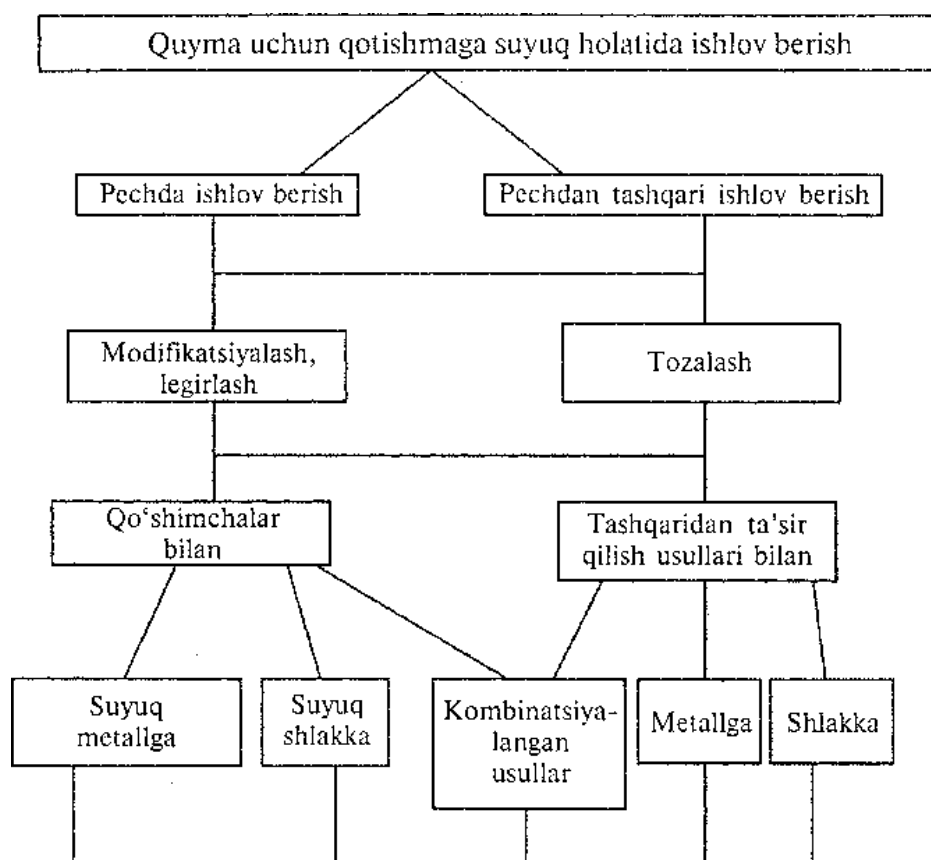 Quyma uchun qotishmaga suyuq holatida ishlov berish
Pechda ishlov berish
Pechdan tashqari ishlov berish
Modifikatsiyalash,
legirlash
Tozalash
Qo‘shimchalar
bilan
Tashqaridan ta’sir
qilish usullari bilan
Suyuq
metallga
Suyuq
shlakka
Kombinatsiya-
langan
usullar
Metallga
Shlakka